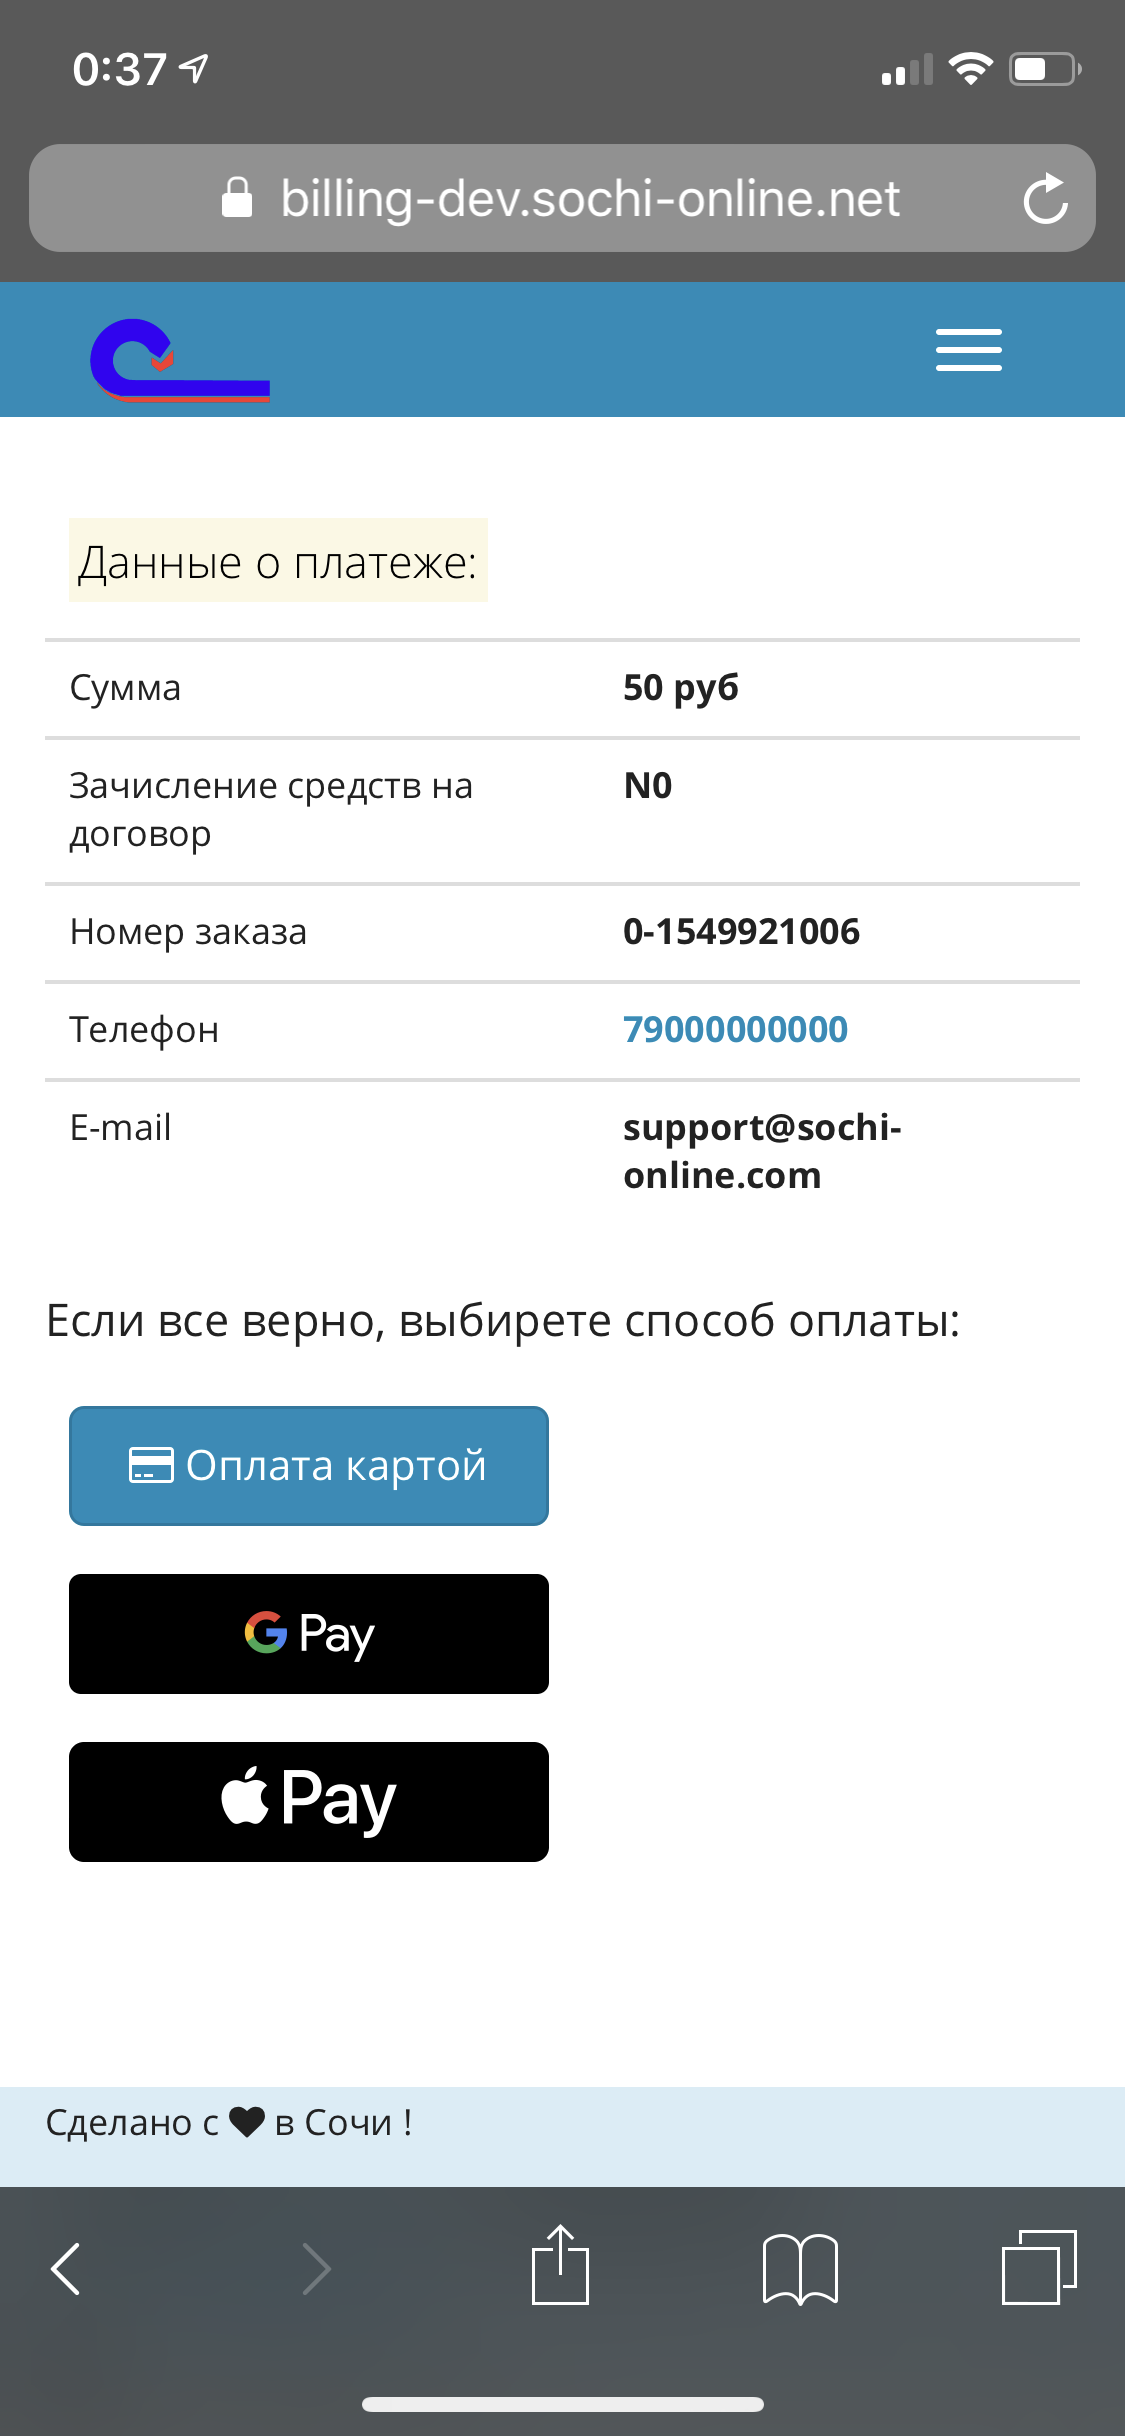 0:37
billing-dev.sochi-online.net
Данные о платеже:
Сумма 50 руб
Зачисление средств на N0
договор
Номер заказа 0-1549921006
Телефон 79000000000
E-mail support@sochi-
online.com
Если все верно, выбирете способ оплаты:
Оплата картой
G Pay
Pay
Сделано с ♥ в Сочи !